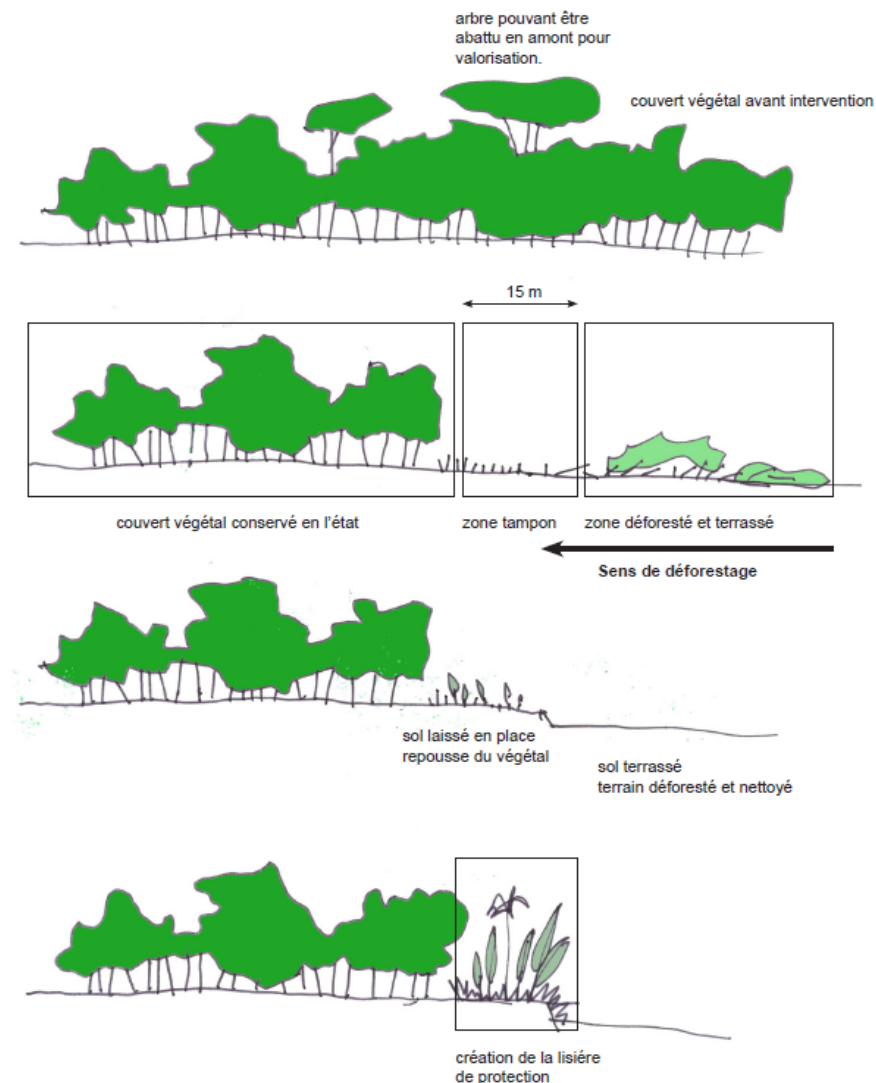 arbre pouvant être
abattu en amont pour
valorisation.
couvert végétal avant intervention
15 m
couvert végétal conservé en l'état
zone tampon
zone déforesté et terrassé
Sens de déforestage
sol laissé en place
repousse du végétal
sol terrassé
terrain déforesté et nettoyé
création de la lisiére
de protection